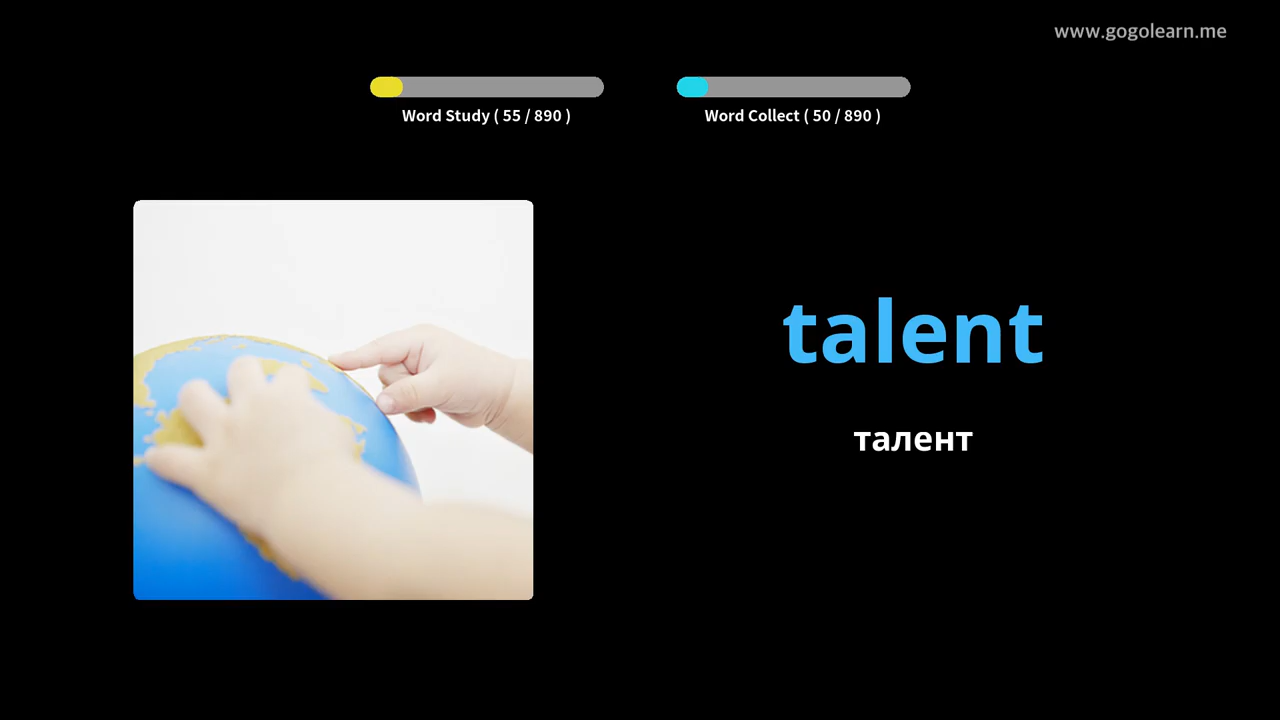 www.gogolearn.me
Word Study ( 55 / 890 )
Word Collect ( 50 / 890 )
talent
талент